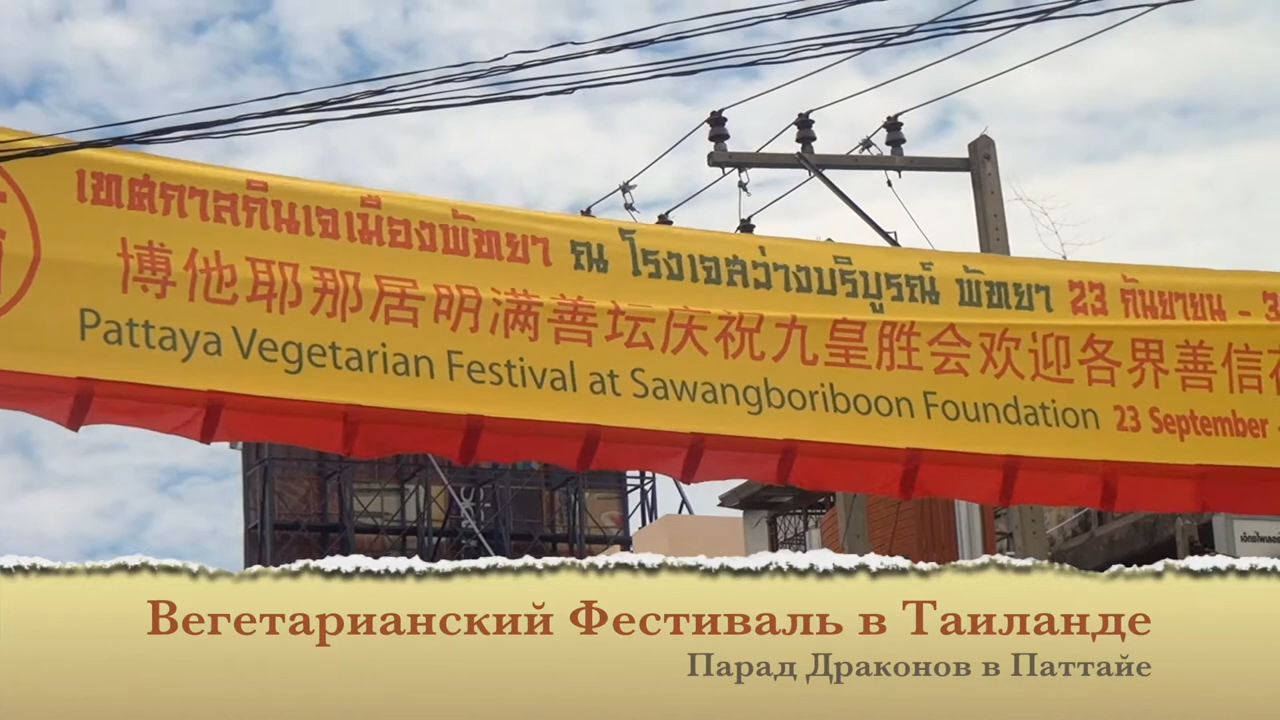 เทศกาลกินเจเมืองพัทยา ณ โรงเจสว่างบริบูรณ์ พัทยา 23 กันยายน - 3
博他耶那居明满善坛庆祝九皇胜会欢迎各界善信
Pattaya Vegetarian Festival at Sawangboriboon Foundation 23 September -
Вегетарианский Фестиваль в Таиланде
Парад Драконов в Паттайе